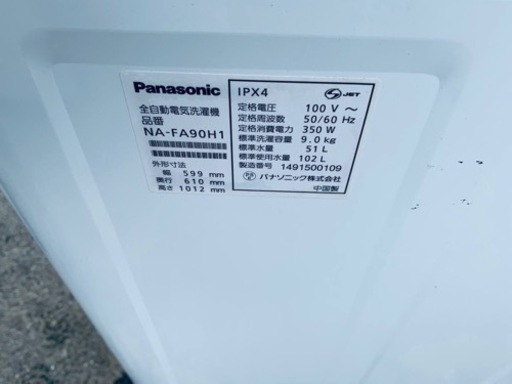 Panasonic
全自動電気洗濯機
品番
NA-FA90H1
外形寸法
幅 599 mm
奥行 610 mm
高さ 1012 mm
IPX4
JET
定格電圧 100 V ～
定格周波数 50/60 Hz
定格消費電力 350 W
標準洗濯容量 9.0 kg
標準水量 51 L
標準使用水量 102 L
製造番号 1491500109
パナソニック株式会社
中国製